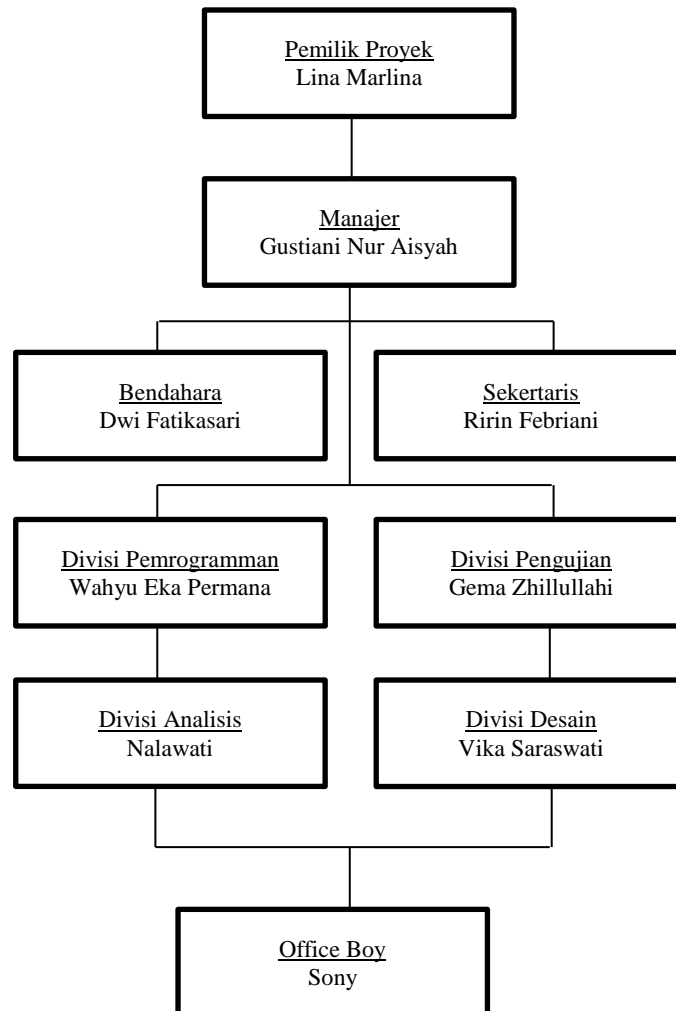 Pemilik Proyek
Lina Marlina
Manajer
Gustiani Nur Aisyah
Bendahara
Dwi Fatikasari
Sekertaris
Ririn Febriani
Divisi Pemrogramman
Wahyu Eka Permana
Divisi Pengujian
Gema Zhillullahi
Divisi Analisis
Nalawati
Divisi Desain
Vika Saraswati
Office Boy
Sony